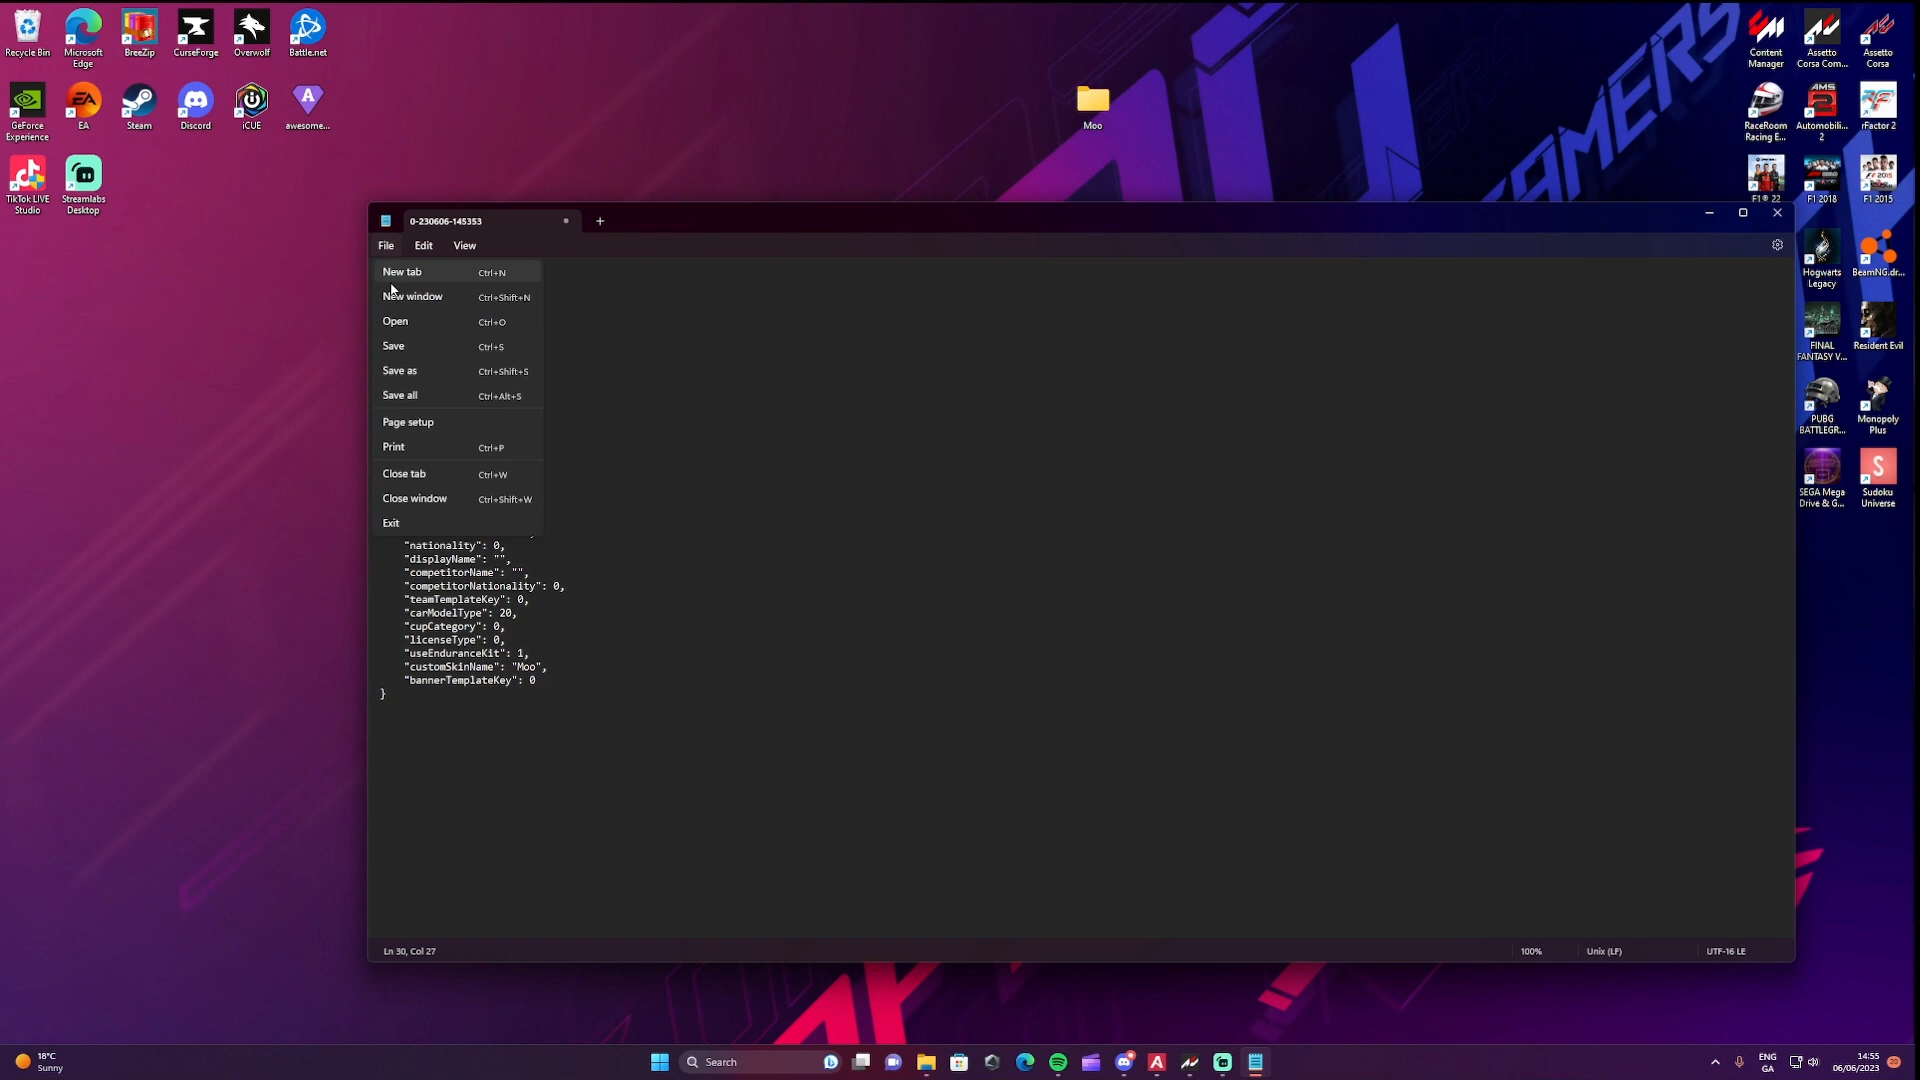 Recycle Bin
Microsoft
Edge
BreeZip
CurseForge
Overwolf
Battle.net
GeForce
Experience
EA
Steam
Discord
iCUE
awesome...
TikTok LIVE
Studio
Streamlabs
Desktop
Moo
GAMERS
Content
Manager
Assetto
Corsa Com...
Assetto
Corsa
RaceRoom
Racing E...
Automobili...
2
rFactor 2
F1® 22
F1 2018
F1 2015
Hogwarts
Legacy
BeamNG.dr...
FINAL
FANTASY V...
Resident Evil
PUBG
BATTLEGR...
Monopoly
Plus
SEGA Mega
Drive & G...
Sudoku
Universe
0-230606-145353
File Edit View
New tab Ctrl+N
New window Ctrl+Shift+N
Open Ctrl+O
Save Ctrl+S
Save as Ctrl+Shift+S
Save all Ctrl+Alt+S
Page setup
Print Ctrl+P
Close tab Ctrl+W
Close window Ctrl+Shift+W
Exit
"nationality": 0,
"displayName": "",
"competitorName": "",
"competitorNationality": 0,
"teamTemplateKey": 0,
"carModelType": 20,
"cupCategory": 0,
"licenseType": 0,
"useEnduranceKit": 1,
"customSkinName": "Moo",
"bannerTemplateKey": 0
}
Ln 30, Col 27
100%
Unix (LF)
UTF-16 LE
18°C
Sunny
Search
ENG
GA
14:55
06/06/2023
20